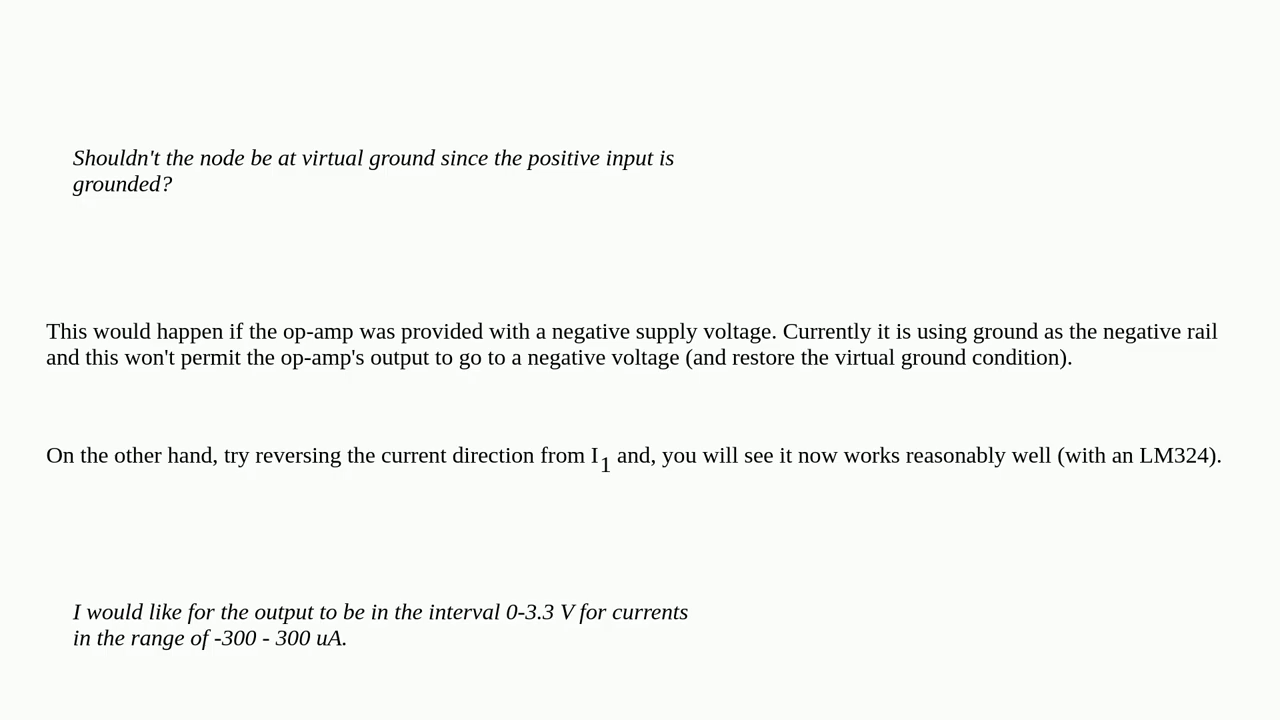 Shouldn't the node be at virtual ground since the positive input is
grounded?
This would happen if the op-amp was provided with a negative supply voltage. Currently it is using ground as the negative rail
and this won't permit the op-amp's output to go to a negative voltage (and restore the virtual ground condition).
On the other hand, try reversing the current direction from I1 and, you will see it now works reasonably well (with an LM324).
I would like for the output to be in the interval 0-3.3 V for currents
in the range of -300 - 300 uA.